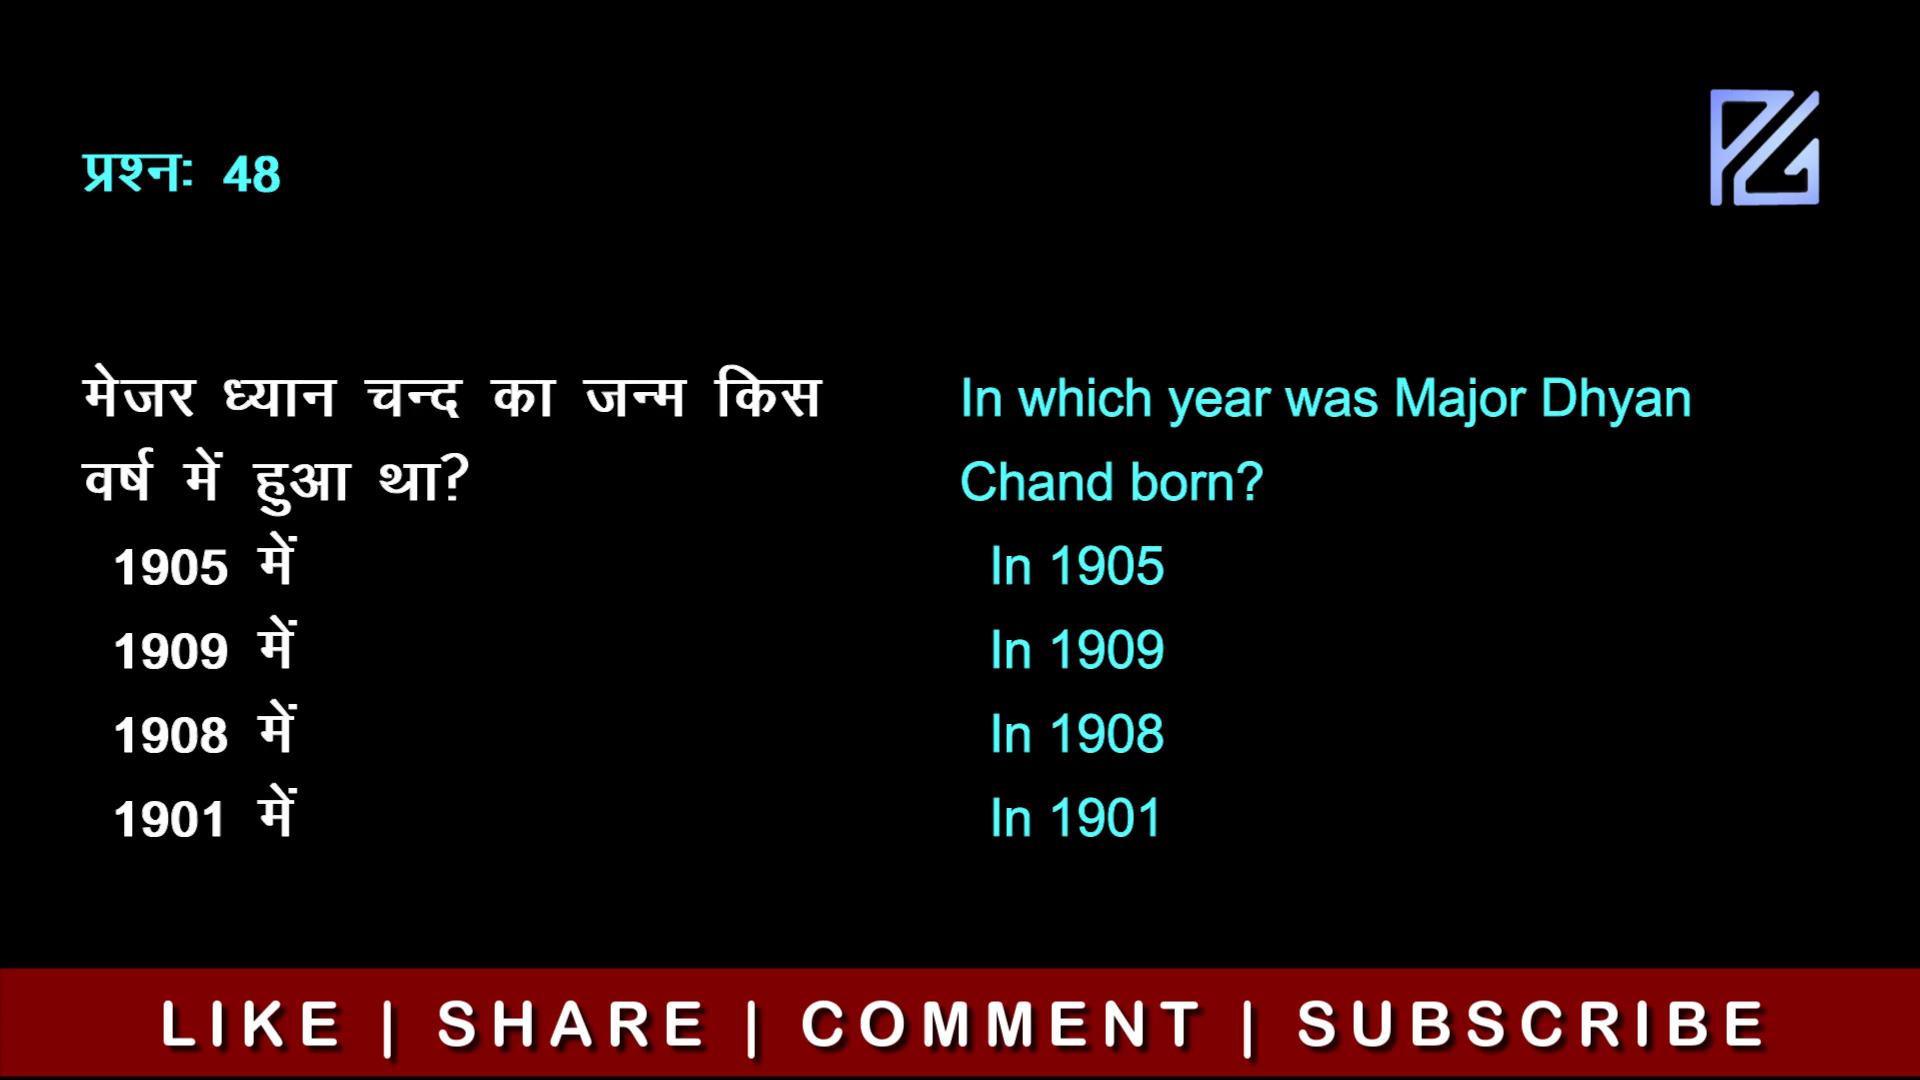 प्रश्नः 48
मेजर ध्यान चन्द का जन्म किस
वर्ष में हुआ था?
1905 में
1909 में
1908 में
1901 में
In which year was Major Dhyan
Chand born?
In 1905
In 1909
In 1908
In 1901
LIKE | SHARE | COMMENT | SUBSCRIBE